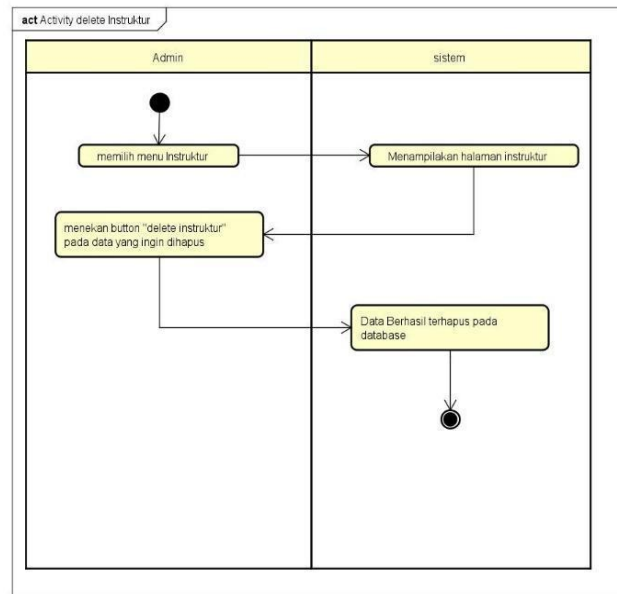 act Activity delete Instruktur
Admin
sistem
memilih menu Instruktur
Menampilakan halaman instruktur
menekan button "delete instruktur"
pada data yang ingin dihapus
Data Berhasil terhapus pada
database